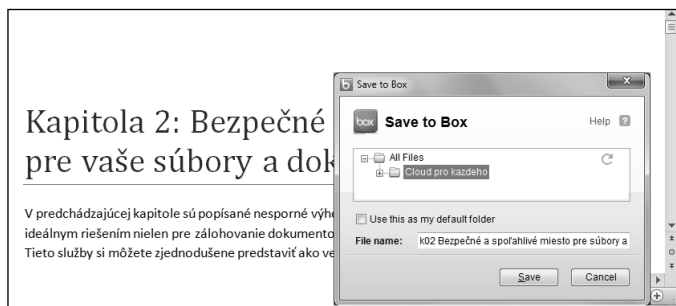 Kapitola 2: Bezpečné
pre vaše súbory a dok
V predchádzajúcej kapitole sú popísané nesporné výho
ideálnym riešením nielen pre zálohovanie dokumento
Tieto služby si môžete zjednodušene predstaviť ako ve
Save to Box
box Save to Box Help ?
All Files
Cloud pro kazdeho
Use this as my default folder
File name: k02 Bezpečné a spoľahlivé miesto pre súbory a
Save Cancel